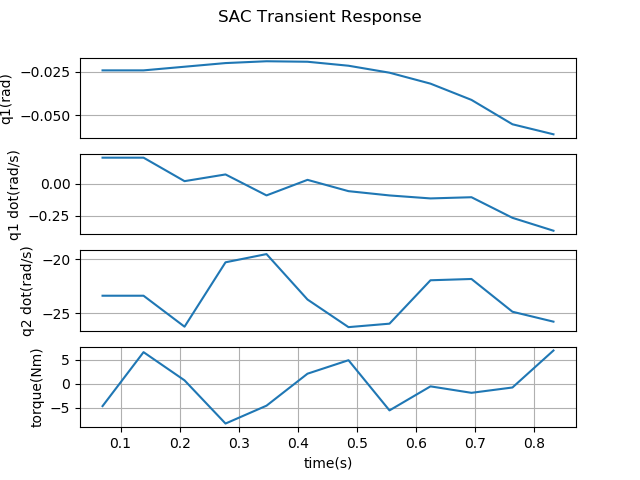 SAC Transient Response
q1(rad)
−0.025
−0.050
q1 dot(rad/s)
0.00
−0.25
q2 dot(rad/s)
−20
−25
torque(Nm)
5
0
−5
0.1 0.2 0.3 0.4 0.5 0.6 0.7 0.8
time(s)